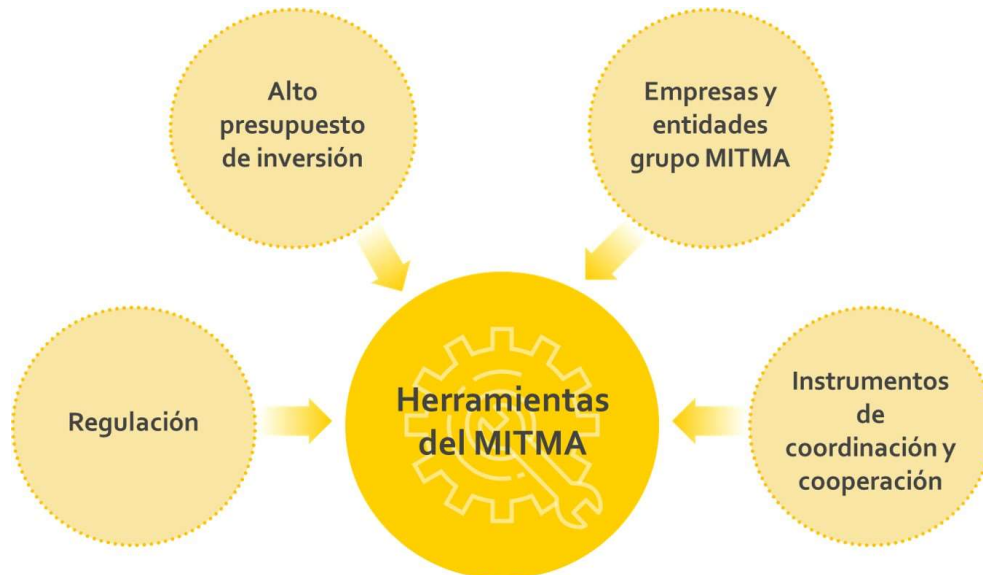 Alto
presupuesto
de inversión
Empresas y
entidades
grupo MITMA
Regulación
Herramientas
del MITMA
Instrumentos
de
coordinación y
cooperación